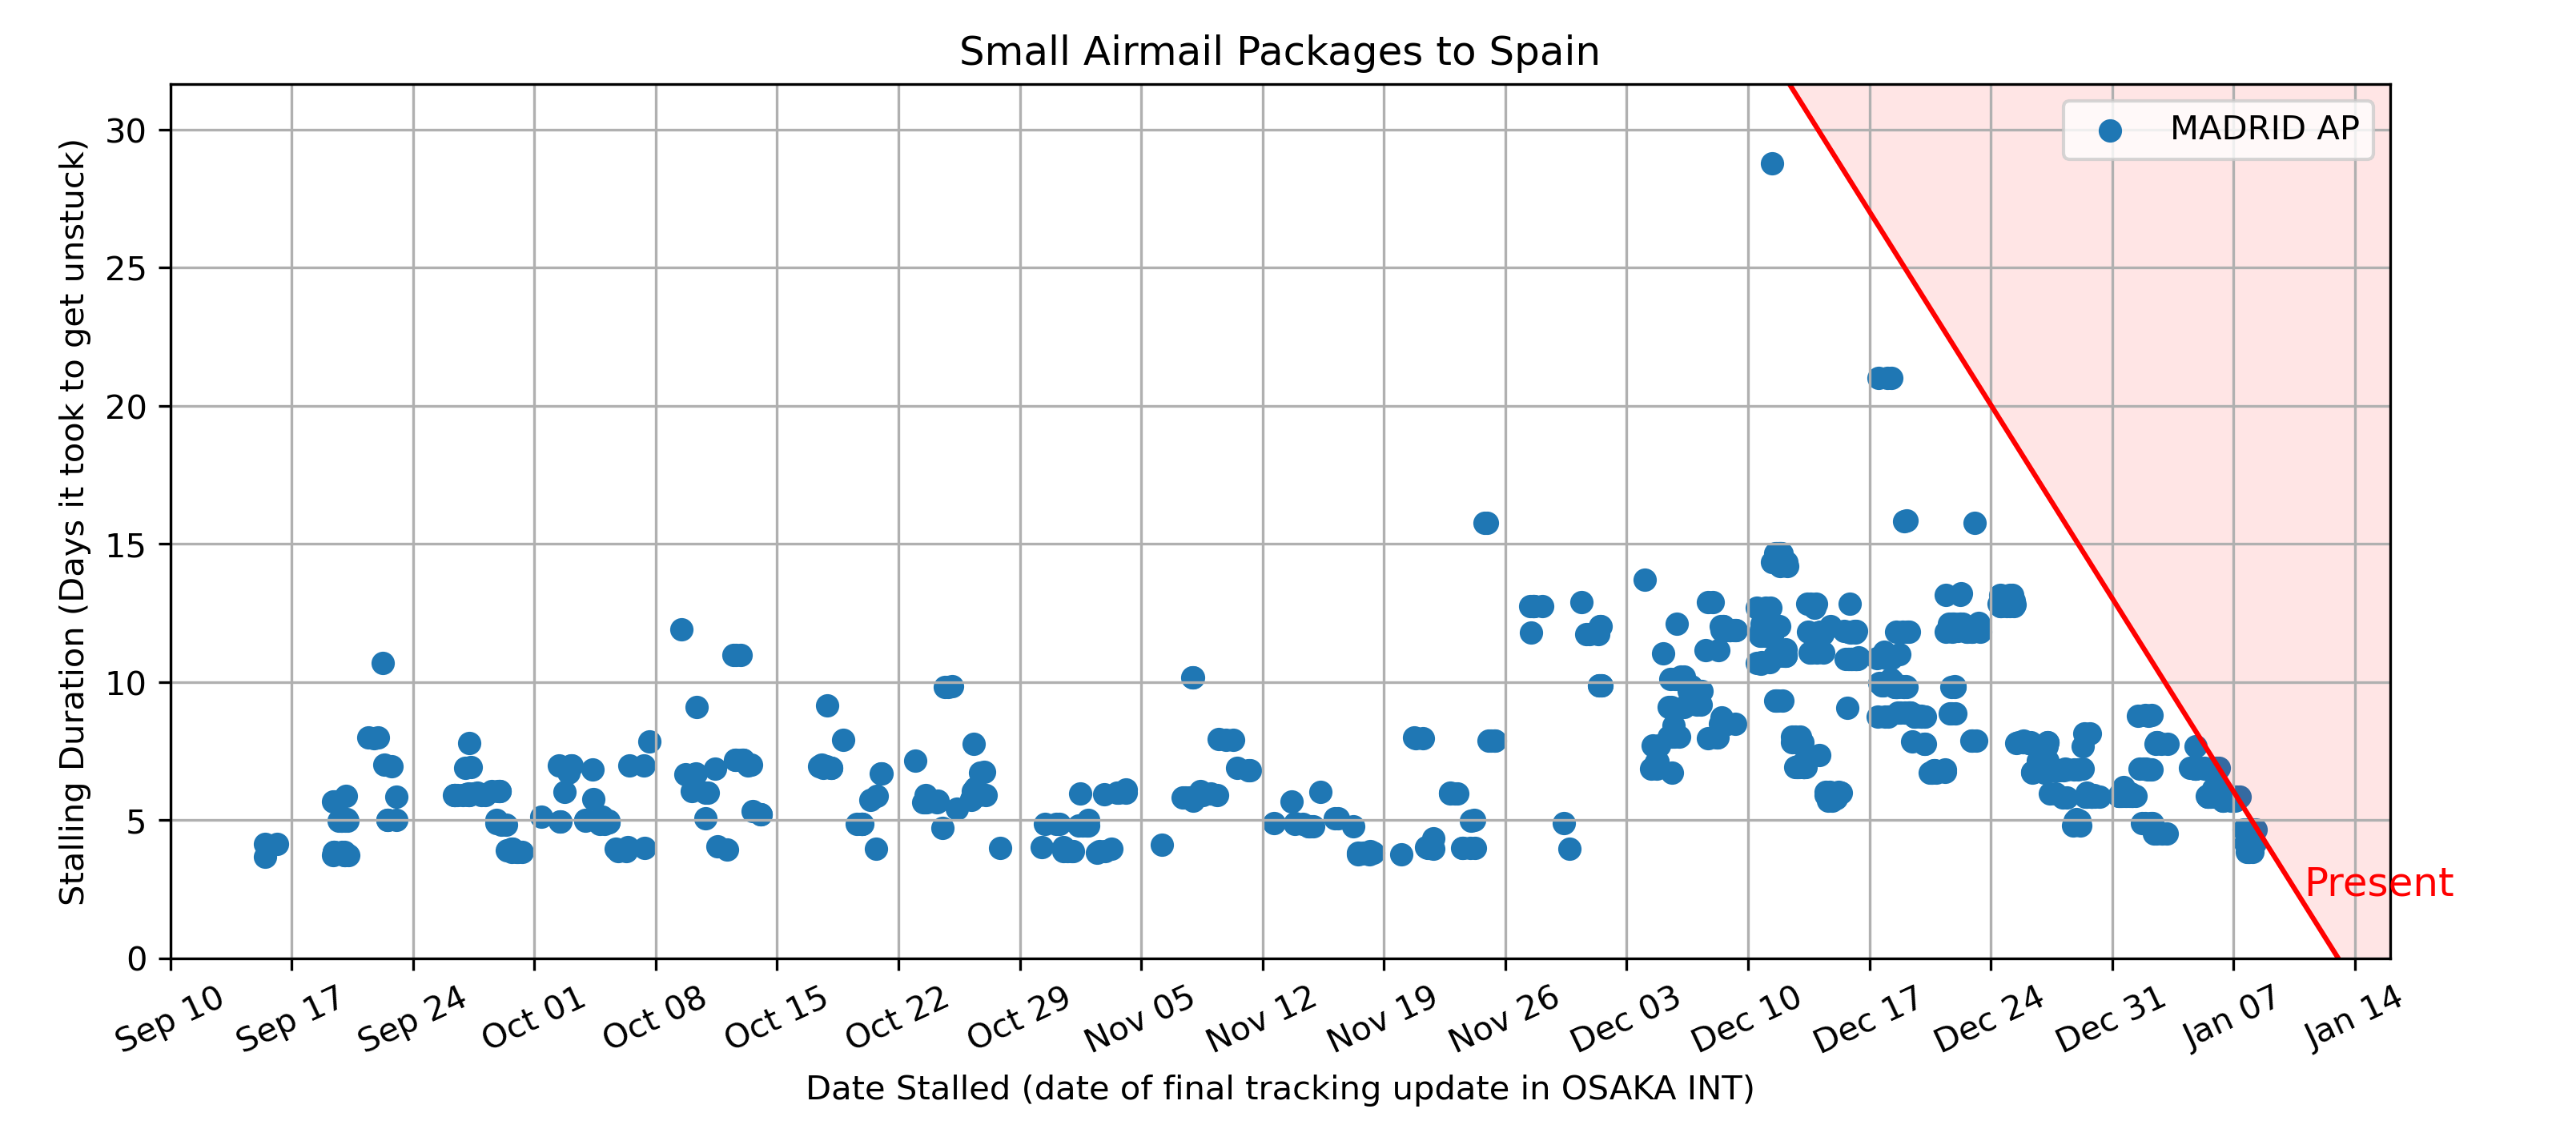 Small Airmail Packages to Spain
MADRID AP
Stalling Duration (Days it took to get unstuck)
30
25
20
15
10
5
0
Present
Sep 10
Sep 17
Sep 24
Oct 01
Oct 08
Oct 15
Oct 22
Oct 29
Nov 05
Nov 12
Nov 19
Nov 26
Dec 03
Dec 10
Dec 17
Dec 24
Dec 31
Jan 07
Jan 14
Date Stalled (date of final tracking update in OSAKA INT)